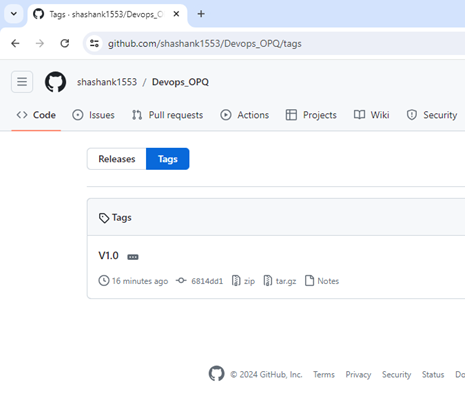 Tags · shashank1553/Devops_O
github.com/shashank1553/Devops_OPQ/tags
shashank1553 / Devops_OPQ
Code Issues Pull requests Actions Projects Wiki Security
Releases Tags
Tags
V1.0
16 minutes ago 6814dd1 zip tar.gz Notes
© 2024 GitHub, Inc. Terms Privacy Security Status Do